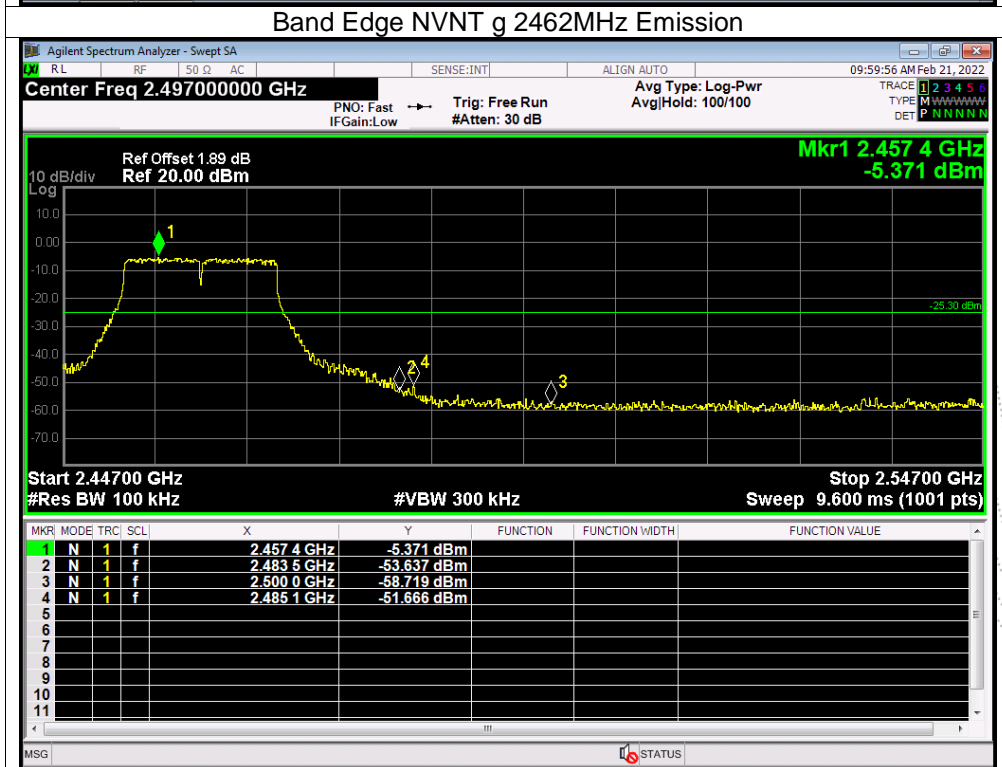 Band Edge NVNT g 2462MHz Emission
Agilent Spectrum Analyzer - Swept SA
LXI RL RF 50 Ω AC SENSE:INT ALIGN AUTO 09:59:56 AM Feb 21, 2022
Center Freq 2.497000000 GHz
PNO: Fast
IFGain:Low
Trig: Free Run
#Atten: 30 dB
Avg Type: Log-Pwr
Avg|Hold: 100/100
TRACE 1 2 3 4 5 6
TYPE M WWWWW
DET P N N N N N
Mkr1 2.457 4 GHz
-5.371 dBm
Ref Offset 1.89 dB
10 dB/div Ref 20.00 dBm
Log
10.0
0.00
-10.0
-20.0
-30.0
-40.0
-50.0
-60.0
-70.0
1
-25.30 dBm
2 4
3
Start 2.44700 GHz Stop 2.54700 GHz
#Res BW 100 kHz #VBW 300 kHz Sweep 9.600 ms (1001 pts)
MKR MODE TRC SCL X Y FUNCTION FUNCTION WIDTH FUNCTION VALUE
1 N 1 f 2.457 4 GHz -5.371 dBm
2 N 1 f 2.483 5 GHz -53.637 dBm
3 N 1 f 2.500 0 GHz -58.719 dBm
4 N 1 f 2.485 1 GHz -51.666 dBm
5
6
7
8
9
10
11
MSG STATUS